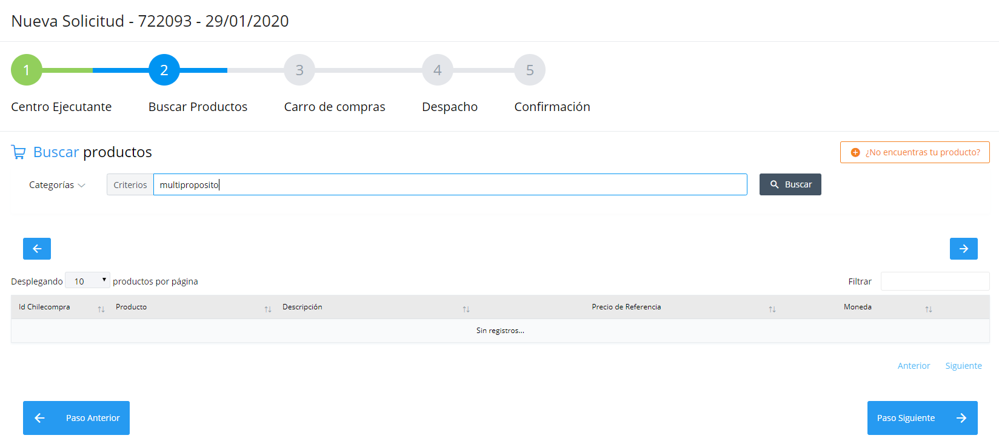 Nueva Solicitud - 722093 - 29/01/2020
1 2 3 4 5
Centro Ejecutante Buscar Productos Carro de compras Despacho Confirmación
Buscar productos ¿No encuentras tu producto?
Categorías Criterios multiproposito Buscar
Desplegando 10 productos por página Filtrar
Id Chilecompra Producto Descripción Precio de Referencia Moneda
Sin registros...
Anterior Siguiente
Paso Anterior Paso Siguiente